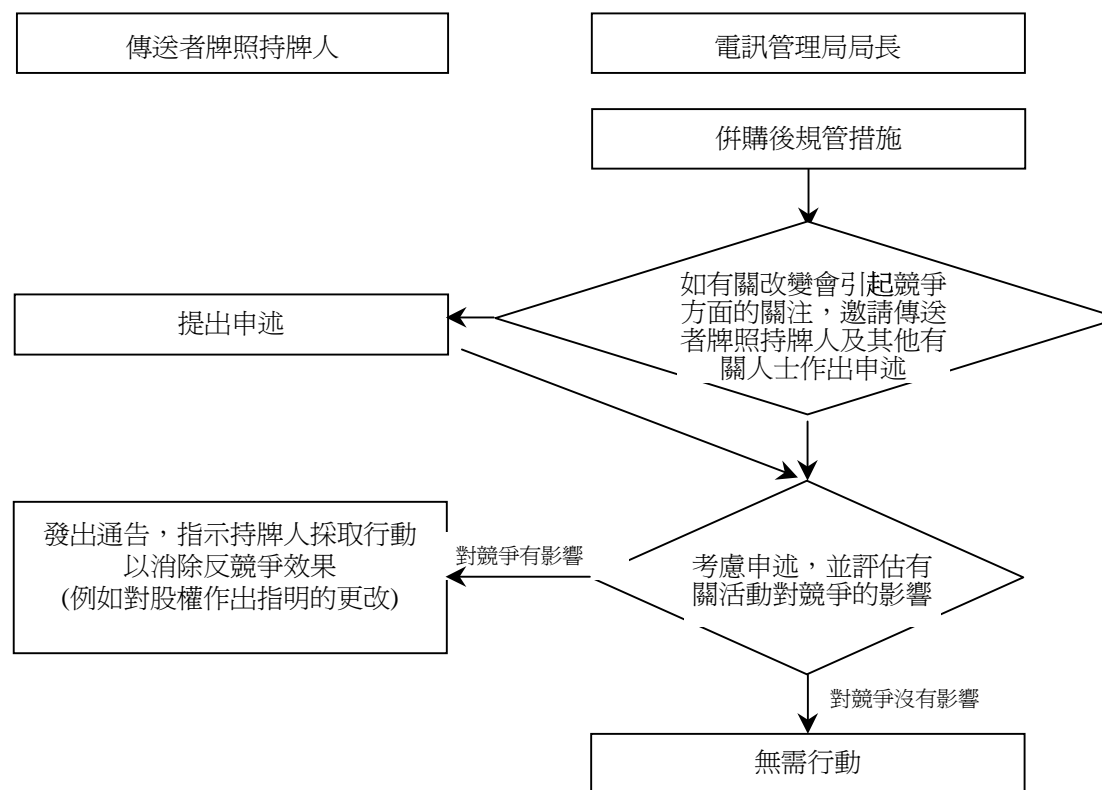 傳送者牌照持牌人
電訊管理局局長
併購後規管措施
如有關改變會引起競爭
方面的關注，邀請傳送
者牌照持牌人及其他有
關人士作出申述
提出申述
發出通告，指示持牌人採取行動
以消除反競爭效果
(例如對股權作出指明的更改)
對競爭有影響
考慮申述，並評估有
關活動對競爭的影響
對競爭沒有影響
無需行動